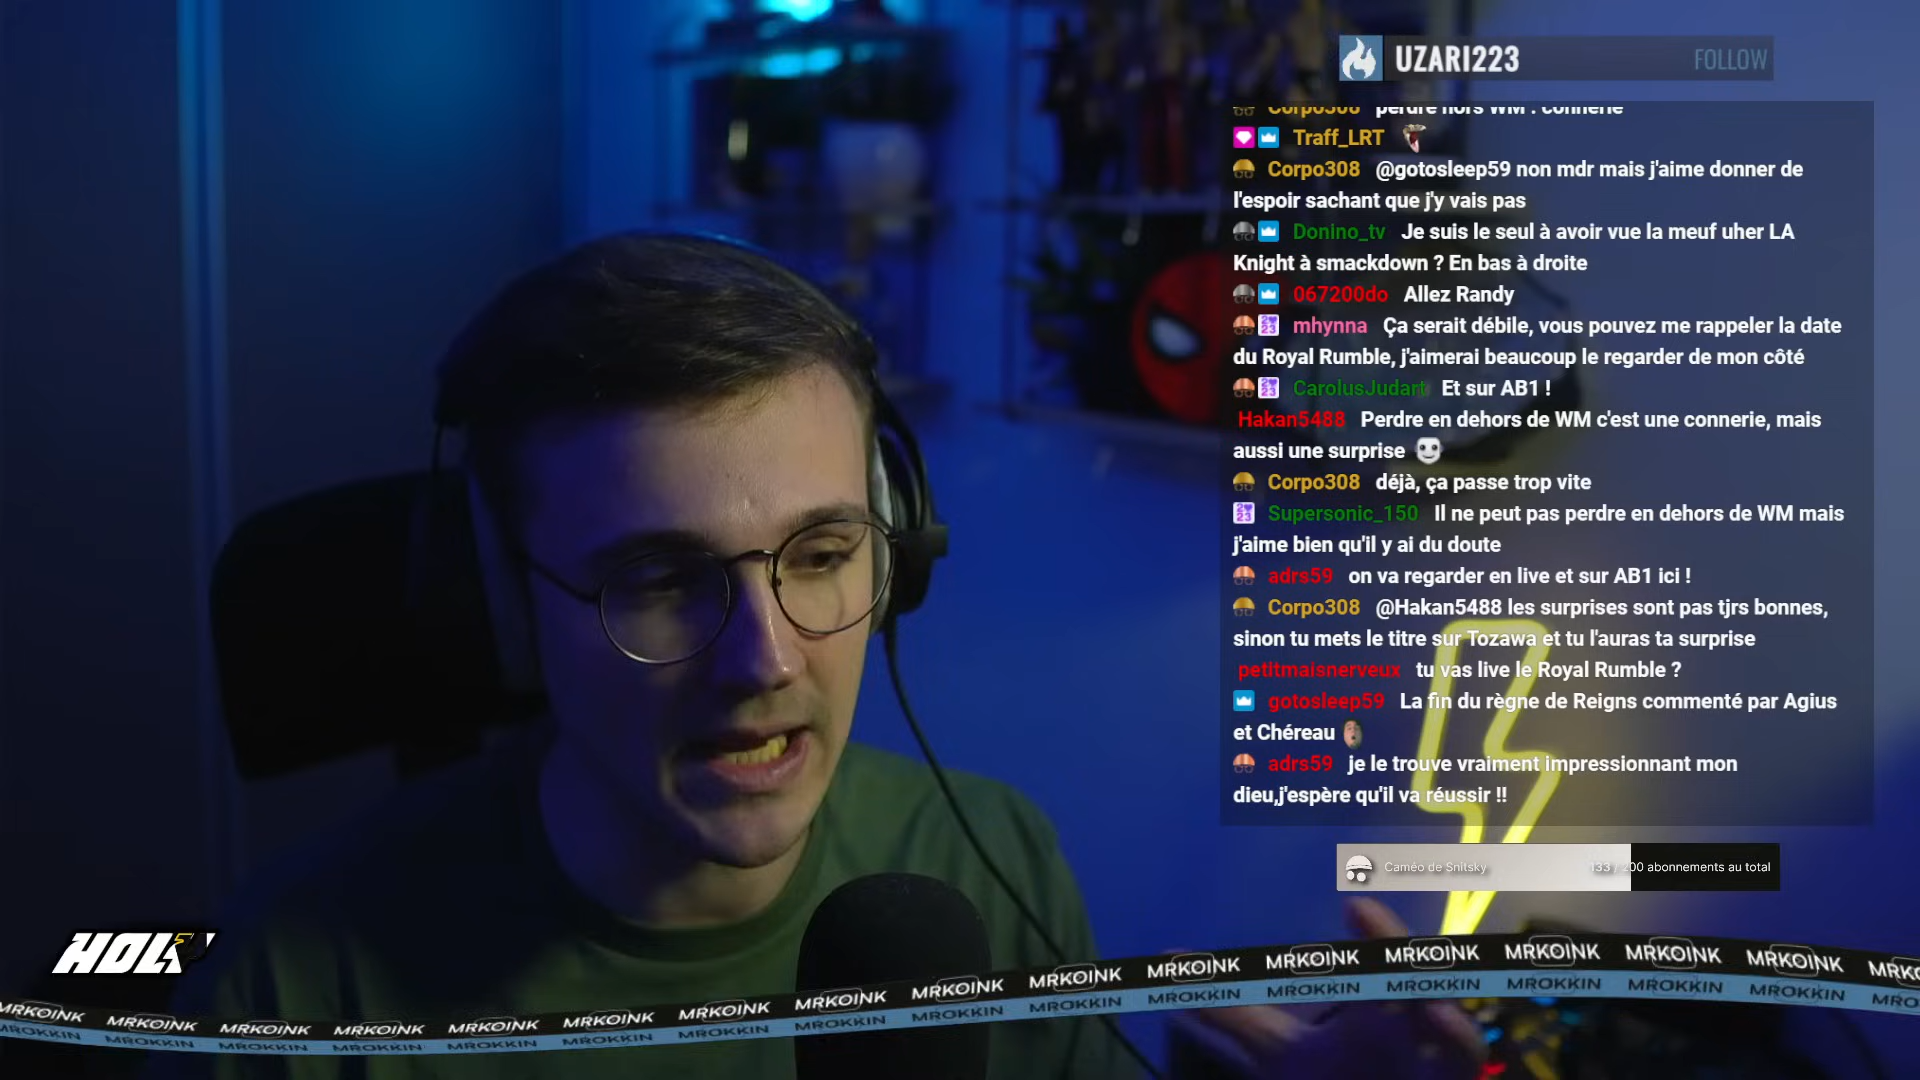 UZARI223 FOLLOW
Corpo308 perdre hors WM : connerie
Traff_LRT
Corpo308 @gotosleep59 non mdr mais j'aime donner de
l'espoir sachant que j'y vais pas
Donino_tv Je suis le seul à avoir vue la meuf uher LA
Knight à smackdown ? En bas à droite
067200do Allez Randy
mhynna Ça serait débile, vous pouvez me rappeler la date
du Royal Rumble, j'aimerai beaucoup le regarder de mon côté
CarolusJudart Et sur AB1 !
Hakan5488 Perdre en dehors de WM c'est une connerie, mais
aussi une surprise
Corpo308 déjà, ça passe trop vite
Supersonic_150 Il ne peut pas perdre en dehors de WM mais
j'aime bien qu'il y ai du doute
adrs59 on va regarder en live et sur AB1 ici !
Corpo308 @Hakan5488 les surprises sont pas tjrs bonnes,
sinon tu mets le titre sur Tozawa et tu l'auras ta surprise
petitmaisnerveux tu vas live le Royal Rumble ?
gotosleep59 La fin du règne de Reigns commenté par Agius
et Chéreau
adrs59 je le trouve vraiment impressionnant mon
dieu,j'espère qu'il va réussir !!
Caméo de Snitsky 133 / 200 abonnements au total
HOLY
MRKOINK MRKOINK MRKOINK MRKOINK MRKOINK MRKOINK MRKOINK MRKOINK MRKOINK MRKOINK MRKOINK MRKOINK MRKOINK MRKOINK MRKOINK MRKO
MROKKIN MROKKIN MROKKIN MROKKIN MROKKIN MROKKIN MROKKIN MROKKIN MROKKIN MROKKIN MROKKIN MROKKIN MROKKIN MROKKIN MROKKIN MRO